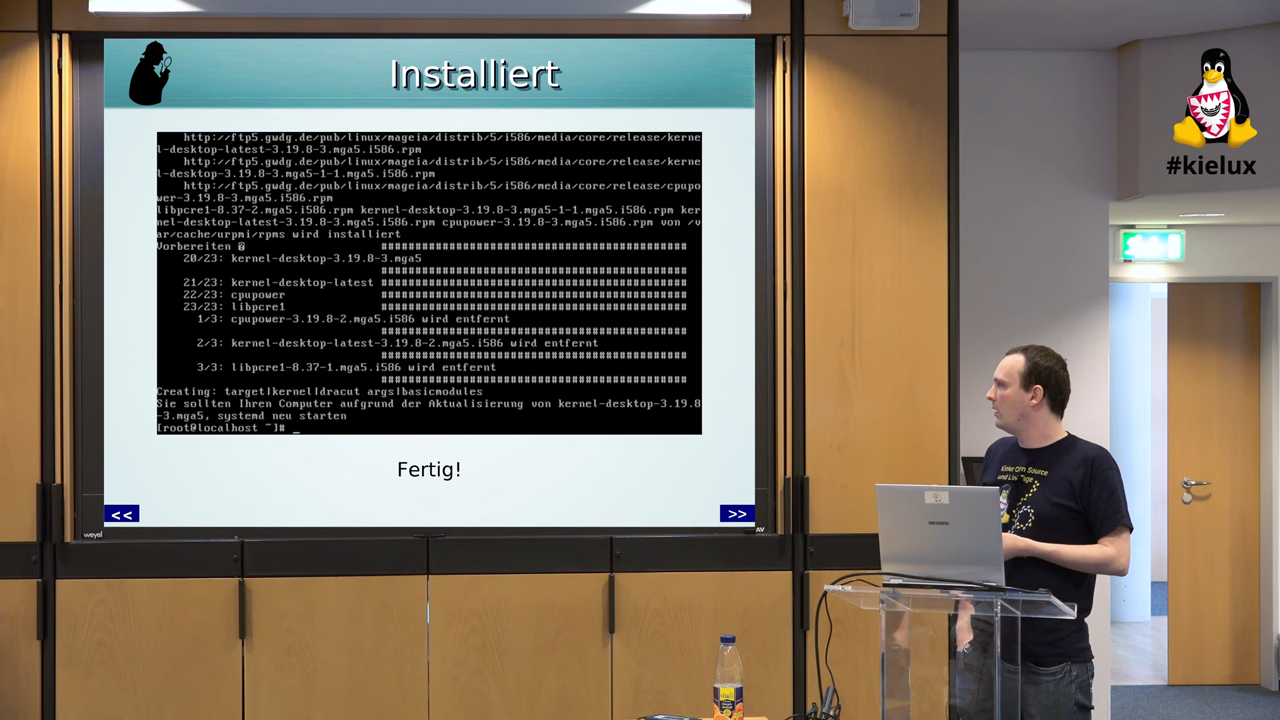 Installiert
http://ftp5.gwdg.de/pub/linux/mageia/distrib/5/i586/media/core/release/kerne
l-desktop-latest-3.19.8-3.mga5.i586.rpm
http://ftp5.gwdg.de/pub/linux/mageia/distrib/5/i586/media/core/release/kerne
l-desktop-3.19.8-3.mga5-1-1.mga5.i586.rpm
http://ftp5.gwdg.de/pub/linux/mageia/distrib/5/i586/media/core/release/cpupo
wer-3.19.8-3.mga5.i586.rpm
libpcre1-8.37-2.mga5.i586.rpm kernel-desktop-3.19.8-3.mga5-1-1.mga5.i586.rpm ker
nel-desktop-latest-3.19.8-3.mga5.i586.rpm cpupower-3.19.8-3.mga5.i586.rpm von /v
ar/cache/urpmi/rpms wird installiert
Vorbereiten � #############################################
20/23: kernel-desktop-3.19.8-3.mga5
#############################################
21/23: kernel-desktop-latest #############################################
22/23: cpupower #############################################
23/23: libpcre1 #############################################
1/3: cpupower-3.19.8-2.mga5.i586 wird entfernt
#############################################
2/3: kernel-desktop-latest-3.19.8-2.mga5.i586 wird entfernt
#############################################
3/3: libpcre1-8.37-1.mga5.i586 wird entfernt
#############################################
Creating: target|kernel|dracut args|basicmodules
Sie sollten Ihren Computer aufgrund der Aktualisierung von kernel-desktop-3.19.8
-3.mga5, systemd neu starten
[root@localhost ~]# _
Fertig!
<<
>>
weyel
AV
#kielux
Kieler Open Source
und Linux Tage